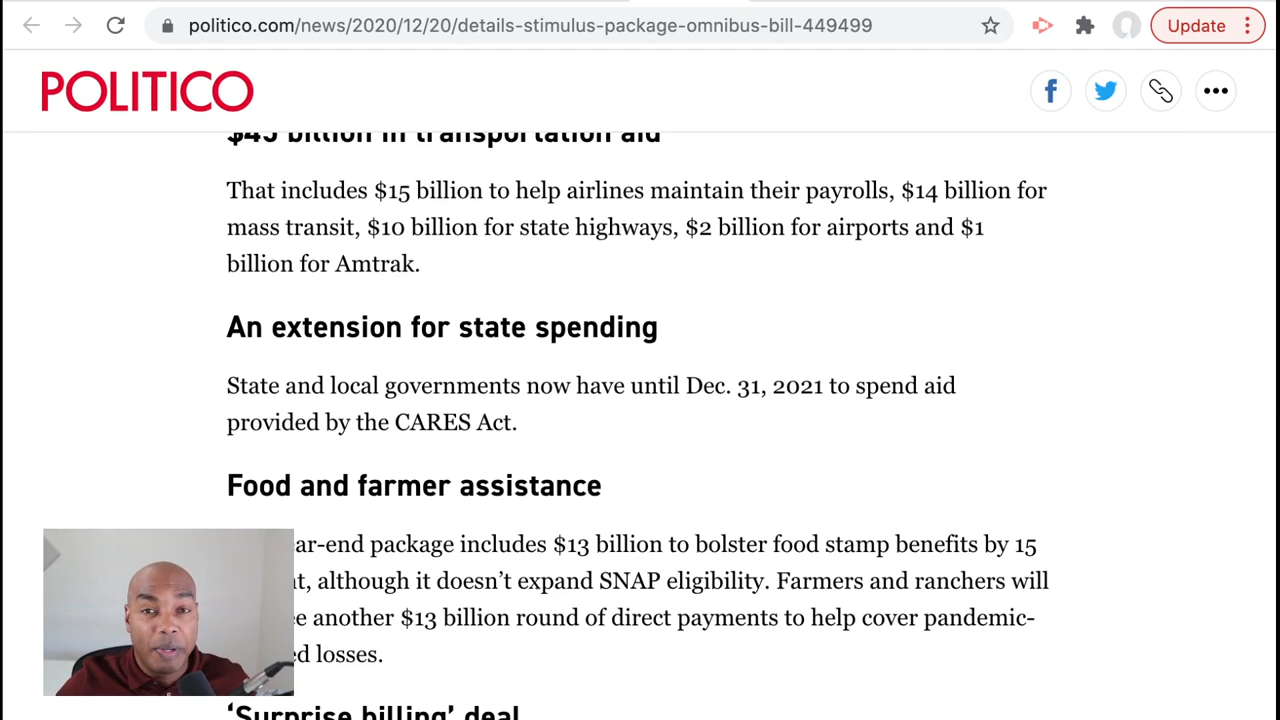 politico.com/news/2020/12/20/details-stimulus-package-omnibus-bill-449499
Update
POLITICO
$45 billion in transportation aid
That includes $15 billion to help airlines maintain their payrolls, $14 billion for
mass transit, $10 billion for state highways, $2 billion for airports and $1
billion for Amtrak.
An extension for state spending
State and local governments now have until Dec. 31, 2021 to spend aid
provided by the CARES Act.
Food and farmer assistance
ar-end package includes $13 billion to bolster food stamp benefits by 15
t, although it doesn’t expand SNAP eligibility. Farmers and ranchers will
e another $13 billion round of direct payments to help cover pandemic-
d losses.
‘Surprise billing’ deal